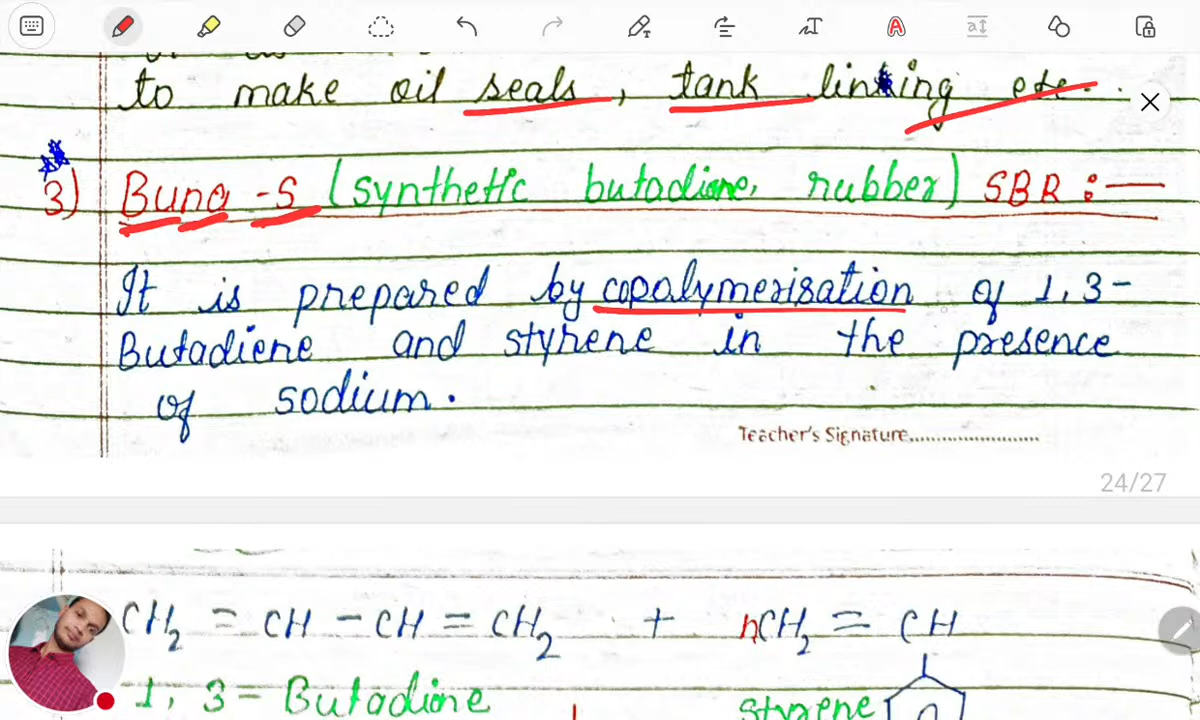 to make oil seals, tank linking etc.
3) Buna-S (synthetic butadiene, rubber) SBR :—
It is prepared by copolymerisation of 1,3-
Butadiene and styrene in the presence
of sodium.
Teacher's Signature........................
24/27
CH₂ = CH - CH = CH₂ + nCH₂ = CH
1, 3 - Butadiene styrene